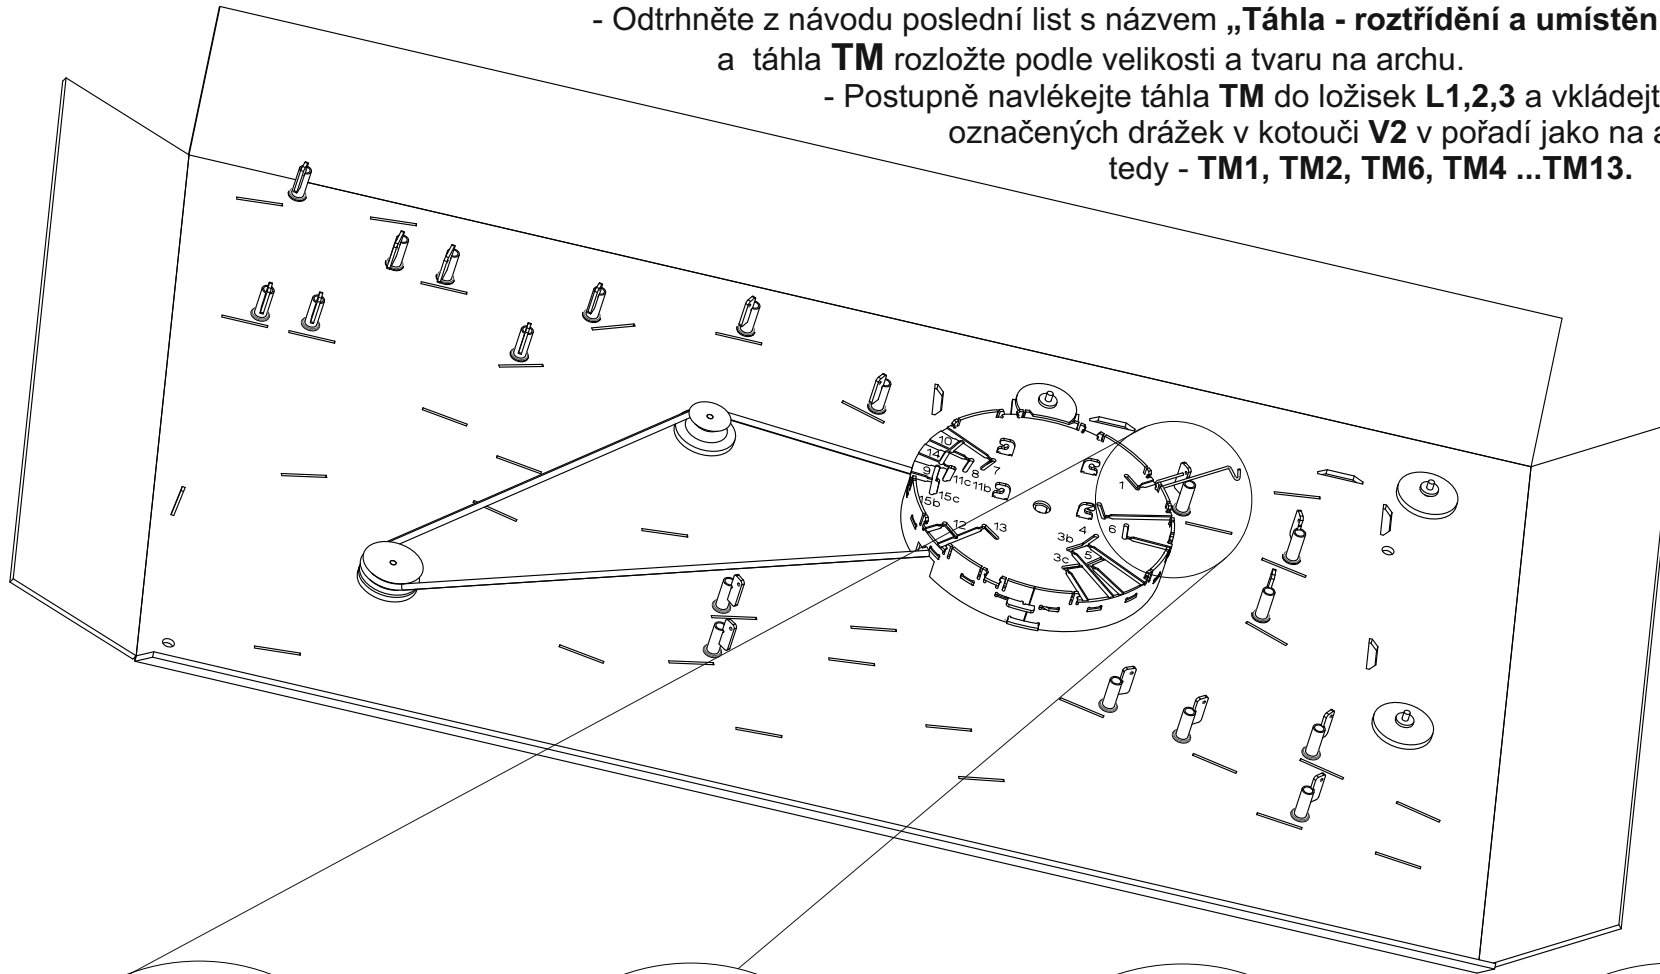 - Odtrhněte z návodu poslední list s názvem „Táhla - roztřídění a umístěn
a táhla TM rozložte podle velikosti a tvaru na archu.
- Postupně navlékejte táhla TM do ložisek L1,2,3 a vkládejt
označených drážek v kotouči V2 v pořadí jako na a
tedy - TM1, TM2, TM6, TM4 ...TM13.
10
14
9
8
7
11c
11b
15c
15b
12
13
1
4
6
3b
5
3c